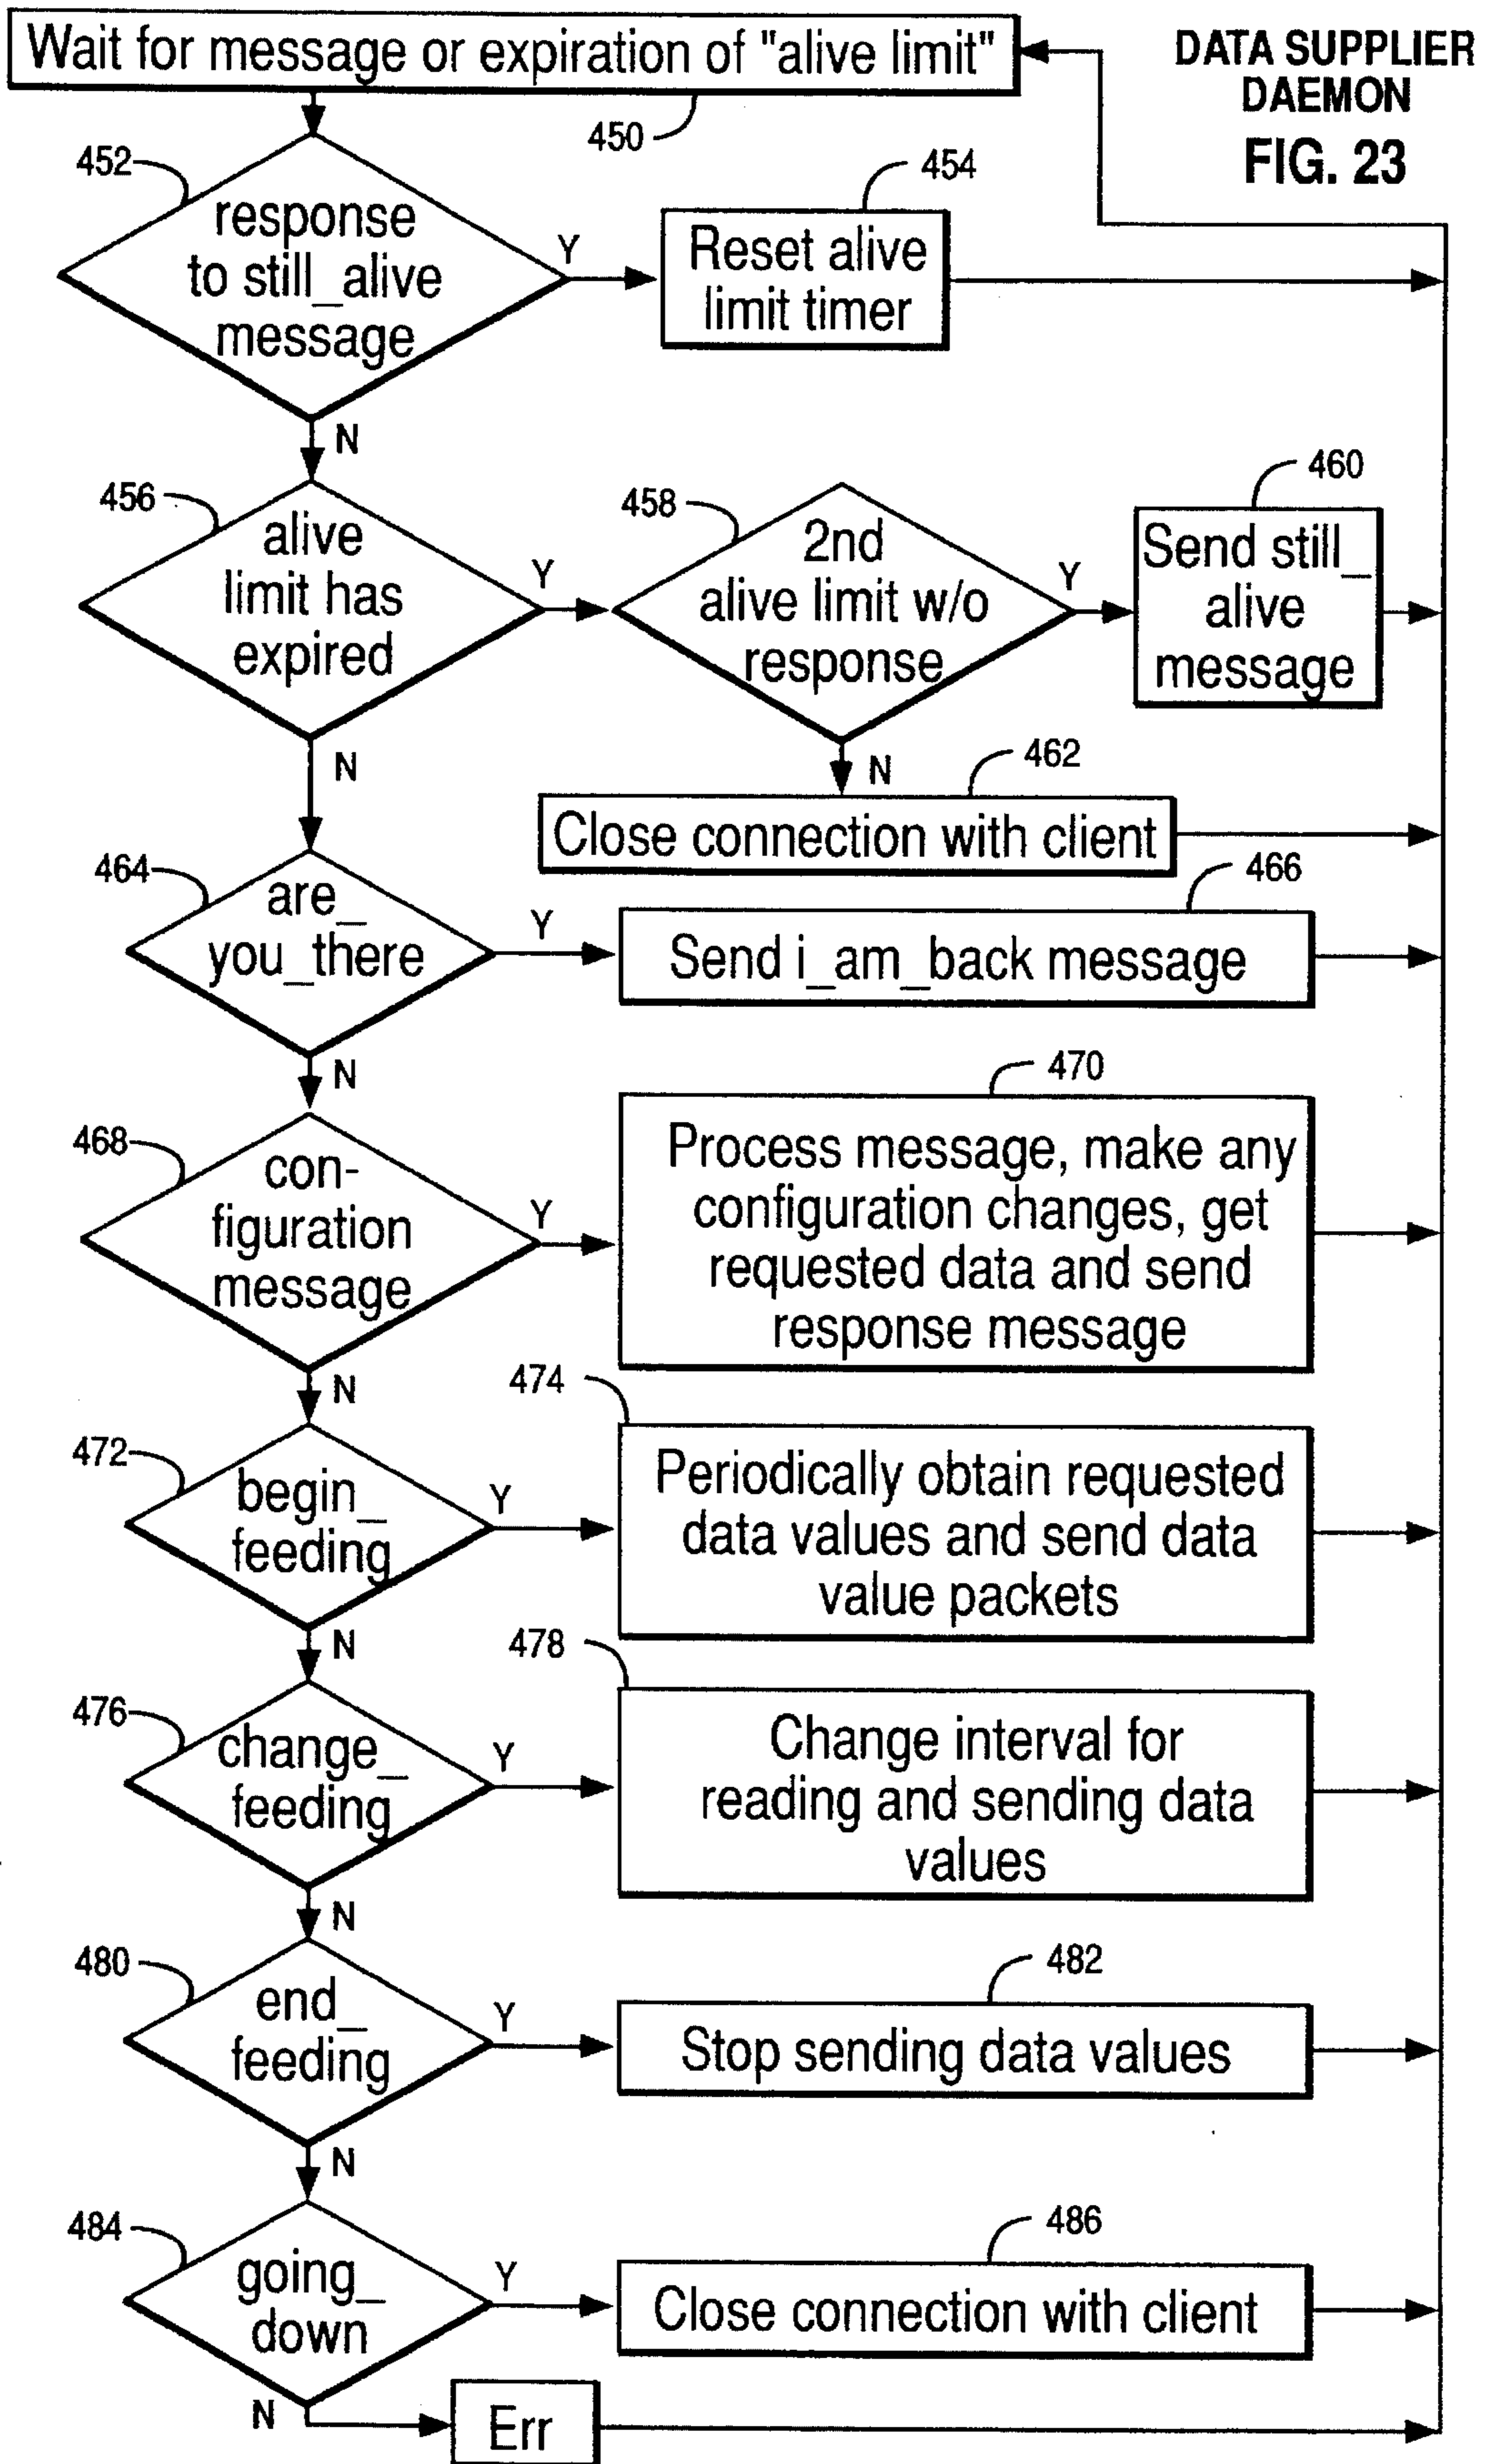 Wait for message or expiration of "alive limit"
DATA SUPPLIER
DAEMON
FIG. 23
450
452
response
to still_alive
message
Y
454
Reset alive
limit timer
N
456
alive
limit has
expired
Y
458
2nd
alive limit w/o
response
Y
460
Send still_
alive
message
N
N
462
Close connection with client
464
are_
you_there
Y
466
Send i_am_back message
N
468
con-
figuration
message
Y
470
Process message, make any
configuration changes, get
requested data and send
response message
N
472
begin_
feeding
Y
474
Periodically obtain requested
data values and send data
value packets
N
476
change_
feeding
Y
478
Change interval for
reading and sending data
values
N
480
end_
feeding
Y
482
Stop sending data values
N
484
going_
down
Y
486
Close connection with client
N
Err